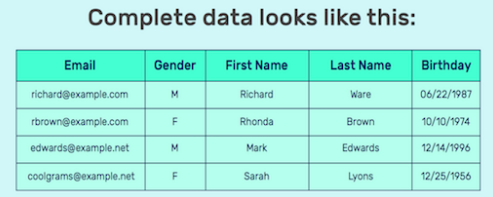 Complete data looks like this:
Email Gender First Name Last Name Birthday
richard@example.com M Richard Ware 06/22/1987
rbrown@example.com F Rhonda Brown 10/10/1974
edwards@example.net M Mark Edwards 12/14/1996
coolgrams@example.net F Sarah Lyons 12/25/1956